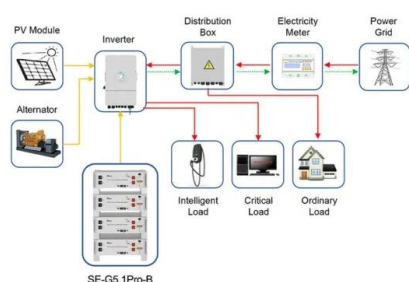 PV Module
Inverter
Distribution
Box
Electricity
Meter
Power
Grid
Alternator
Intelligent
Load
Critical
Load
Ordinary
Load
SE-G5.1Pro-B